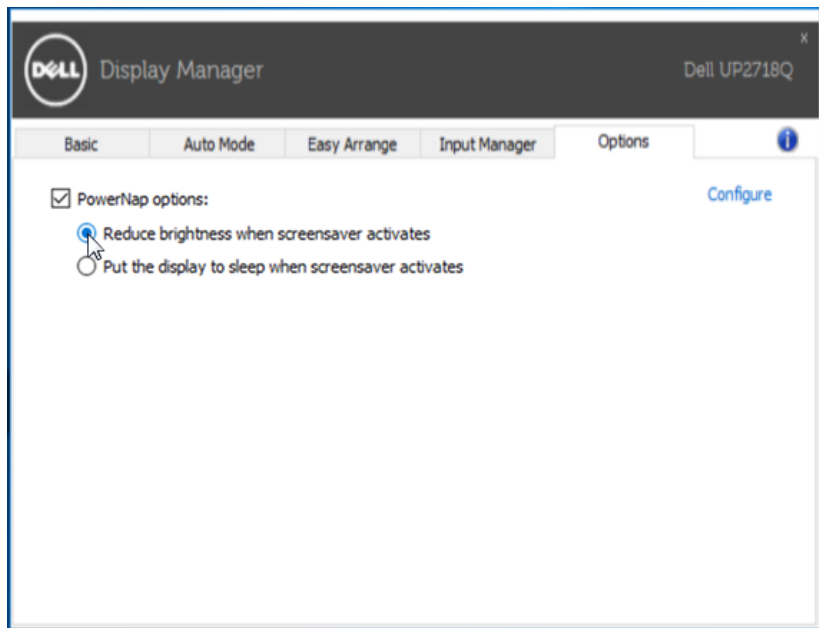 x
DELL Display Manager Dell UP2718Q
Basic Auto Mode Easy Arrange Input Manager Options i
PowerNap options: Configure
Reduce brightness when screensaver activates
Put the display to sleep when screensaver activates